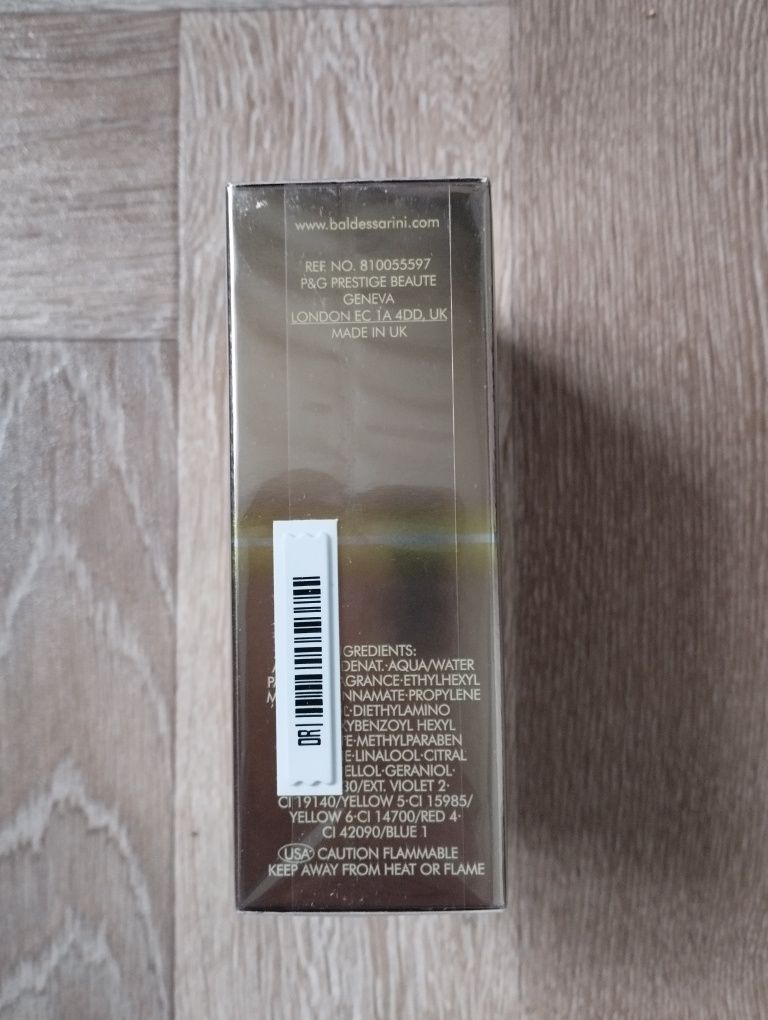 www.baldessarini.com
REF. NO. 810055597
P&G PRESTIGE BEAUTE
GENEVA
LONDON EC 1A 4DD, UK
MADE IN UK
DR
GREDIENTS:
DENAT.·AQUA/WATER
GRANCE·ETHYLHEXYL
NNAMATE·PROPYLENE
DIETHYLAMINO
YBENZOYL HEXYL
METHYLPARABEN
LINALOOL·CITRAL
ELLOL·GERANIOL·
30/EXT. VIOLET 2·
CI 19140/YELLOW 5·CI 15985/
YELLOW 6·CI 14700/RED 4·
CI 42090/BLUE 1
USA CAUTION FLAMMABLE
KEEP AWAY FROM HEAT OR FLAME